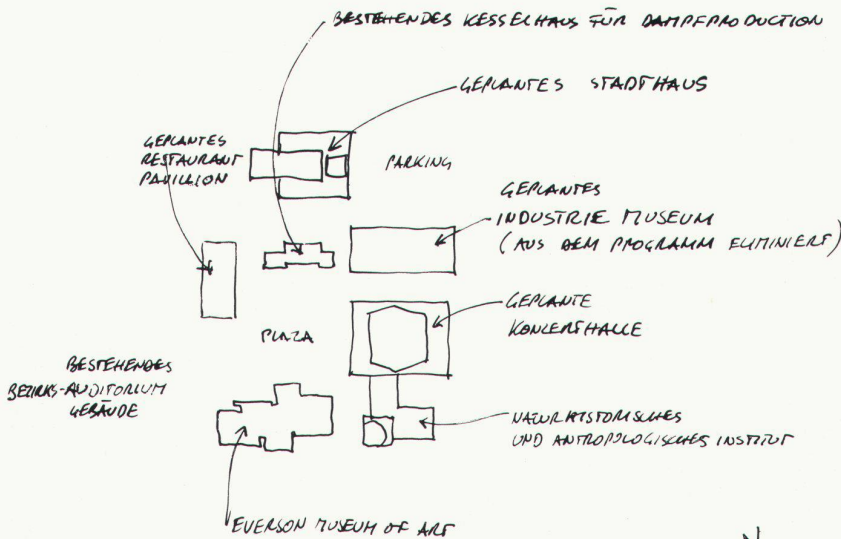 BESTEHENDES KESSELHAUS FÜR DAMPFPRODUCTION
GEPLANTES STADTHAUS
GEPLANTES
RESTAURANT
PAVILLION
PARKING
GEPLANTES
INDUSTRIE MUSEUM
(AUS DEM PROGRAMM ELIMINIERT)
GEPLANTE
KONZERTHALLE
PLAZA
BESTEHENDES
BEZIRKS-AUDITORIUM
GEBÄUDE
NATURHISTORISCHES
UND ANTROPOLOGISCHES INSTITUT
EVERSON MUSEUM OF ART
N